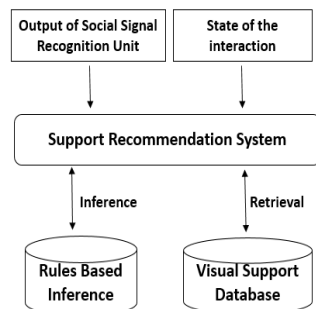 Output of Social Signal
Recognition Unit
State of the
interaction
Support Recommendation System
Inference
Retrieval
Rules Based
Inference
Visual Support
Database